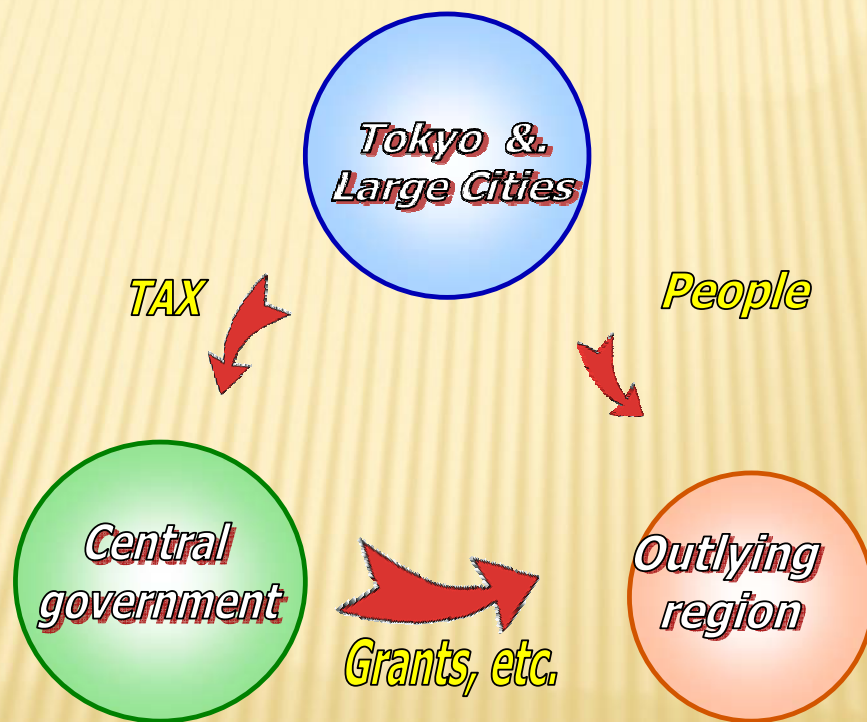 Tokyo &.
Large Cities
TAX
People
Central
government
Outlying
region
Grants, etc.